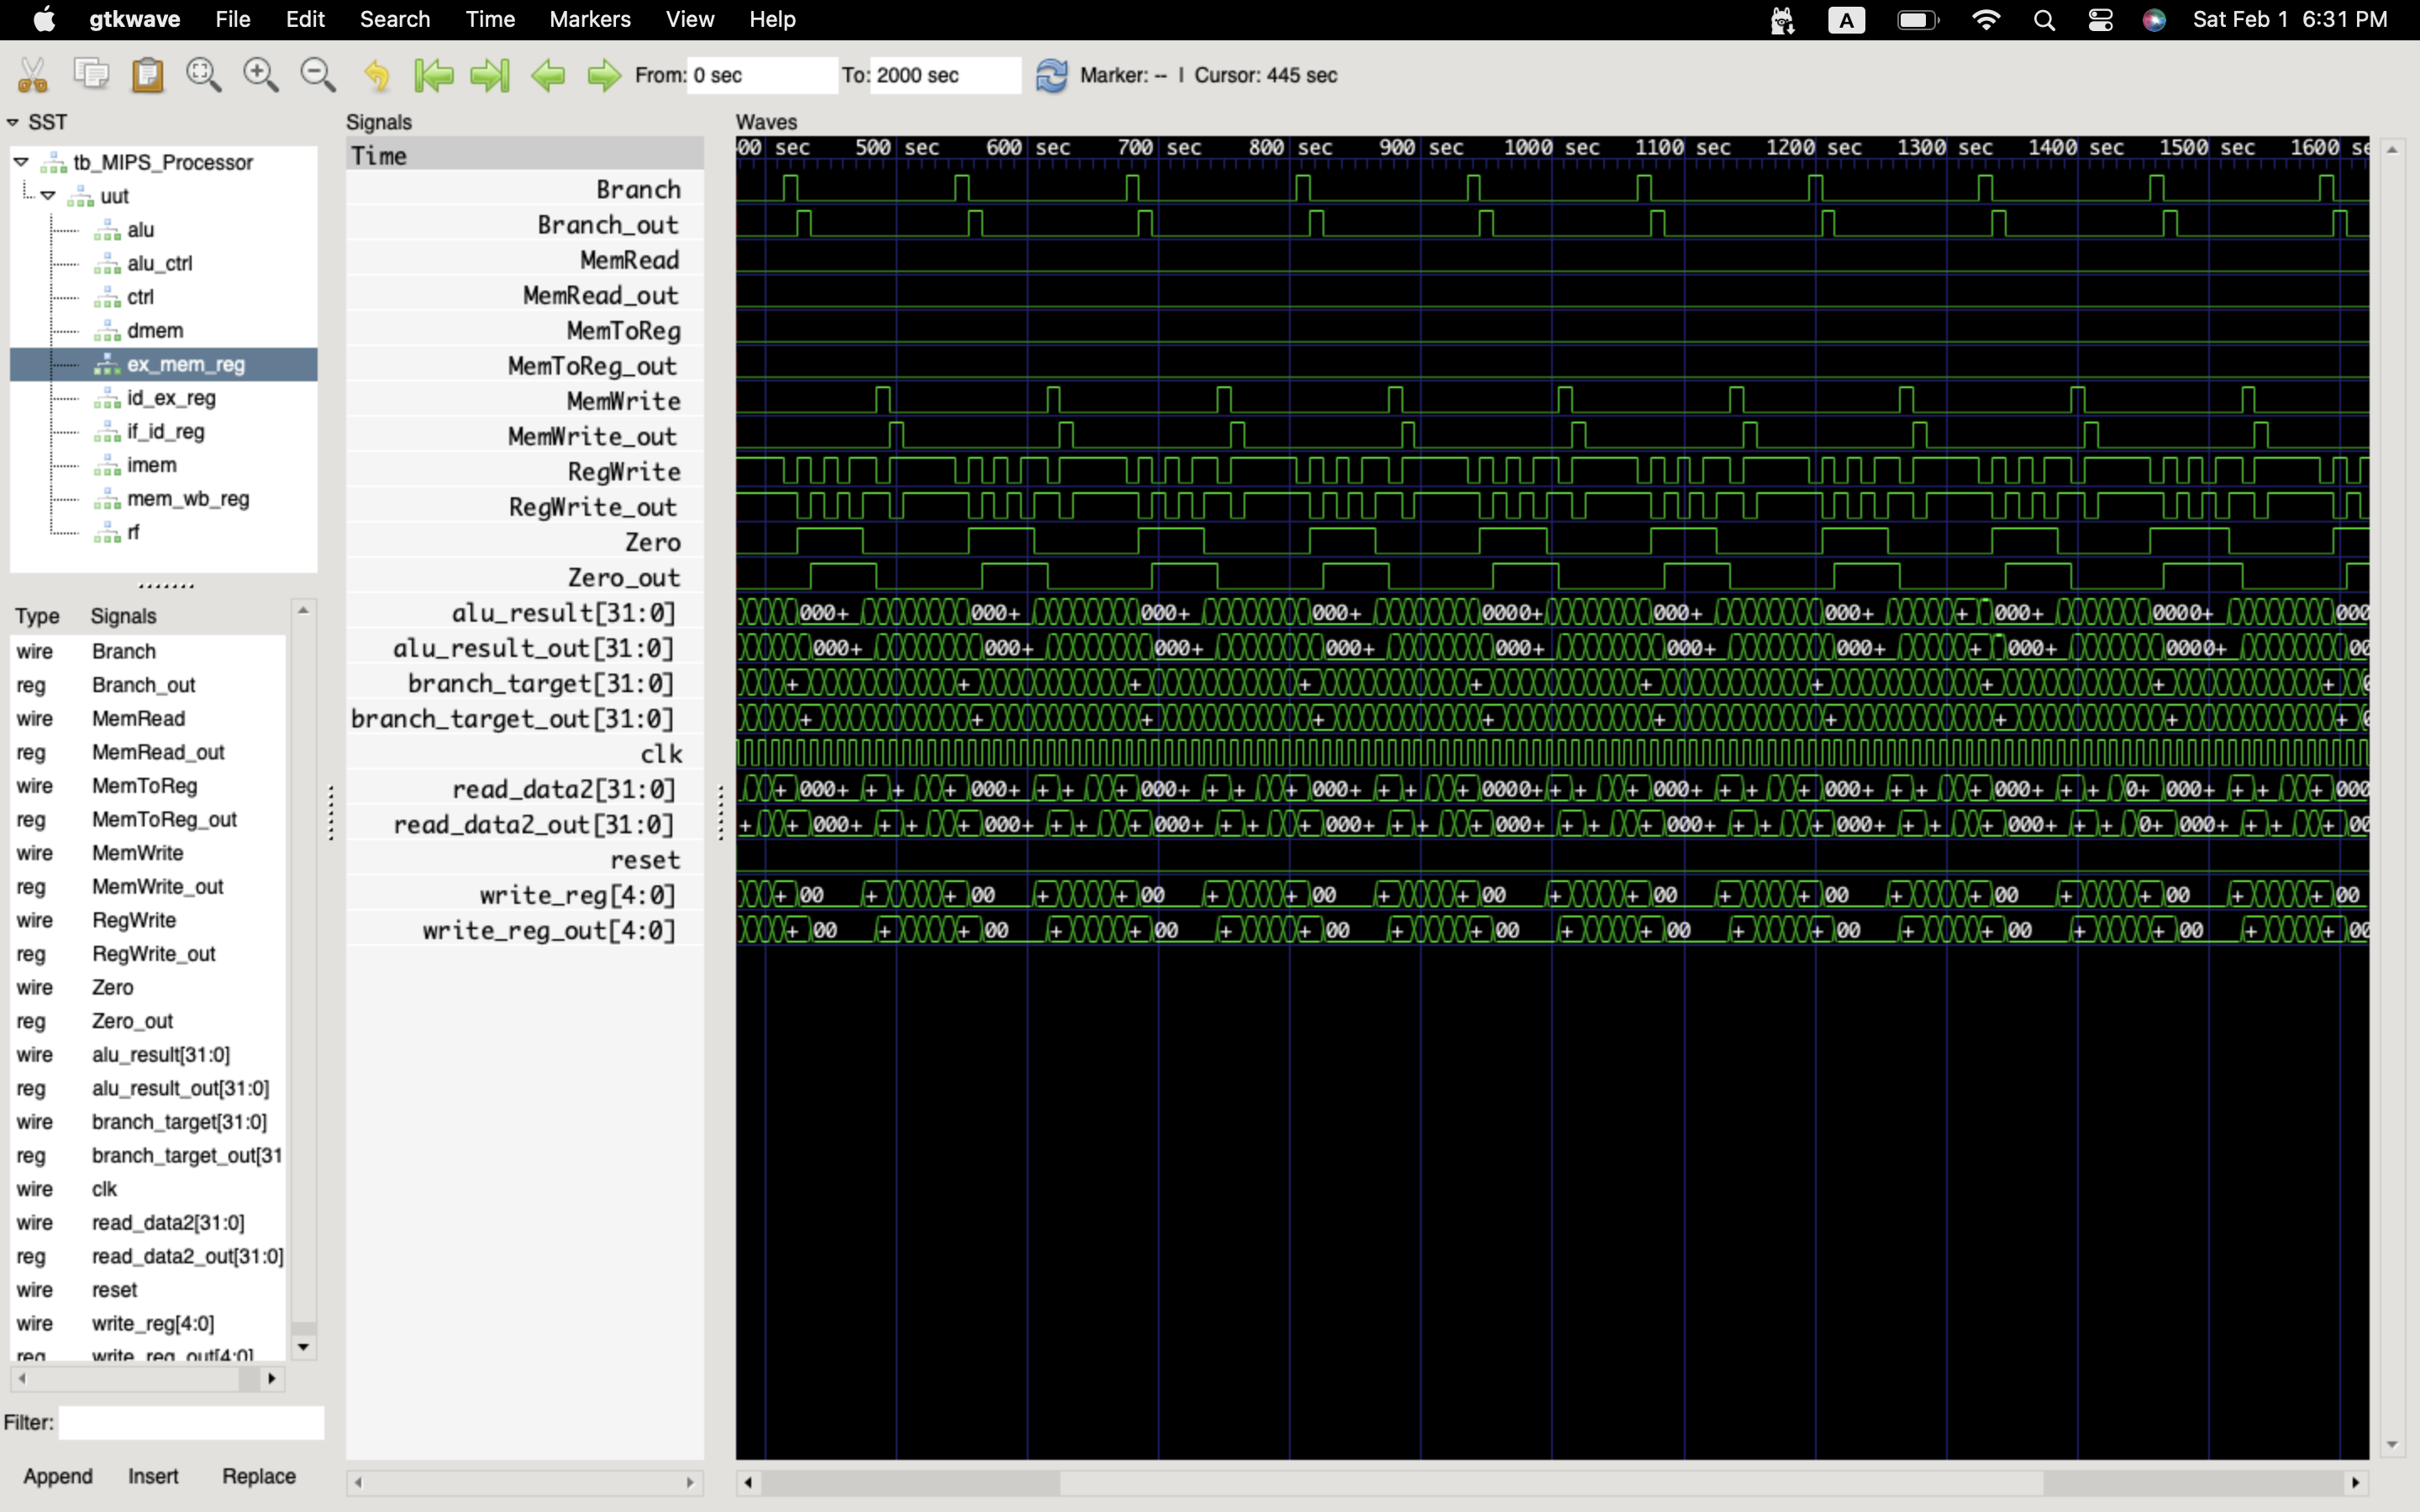 gtkwave File Edit Search Time Markers View Help A Sat Feb 1 6:31 PM
From: 0 sec To: 2000 sec Marker: -- | Cursor: 445 sec
SST
tb_MIPS_Processor
uut
alu
alu_ctrl
ctrl
dmem
ex_mem_reg
id_ex_reg
if_id_reg
imem
mem_wb_reg
rf
Type Signals
wire Branch
reg Branch_out
wire MemRead
reg MemRead_out
wire MemToReg
reg MemToReg_out
wire MemWrite
reg MemWrite_out
wire RegWrite
reg RegWrite_out
wire Zero
reg Zero_out
wire alu_result[31:0]
reg alu_result_out[31:0]
wire branch_target[31:0]
reg branch_target_out[31
wire clk
wire read_data2[31:0]
reg read_data2_out[31:0]
wire reset
wire write_reg[4:0]
reg write_reg_out[4:0]
Filter:
Append Insert Replace
Signals
Time
Branch
Branch_out
MemRead
MemRead_out
MemToReg
MemToReg_out
MemWrite
MemWrite_out
RegWrite
RegWrite_out
Zero
Zero_out
alu_result[31:0]
alu_result_out[31:0]
branch_target[31:0]
branch_target_out[31:0]
clk
read_data2[31:0]
read_data2_out[31:0]
reset
write_reg[4:0]
write_reg_out[4:0]
Waves
00 sec 500 sec 600 sec 700 sec 800 sec 900 sec 1000 sec 1100 sec 1200 sec 1300 sec 1400 sec 1500 sec 1600 se
000+ 000+ 000+ 000+ 0000+ 000+ 000+ + 000+ 0000+ 000
000+ 000+ 000+ 000+ 000+ 000+ 000+ + 000+ 0000+ 00
+ + + + + + + + + + 0
+ + + + + + + + + + 0
+ 000+ + + + 000+ + + + 000+ + + + 000+ + + + 0000+ + + + 000+ + + + 000+ + + + 000+ + + 0+ 000+ + + + 000
+ + 000+ + + + 000+ + + + 000+ + + + 000+ + + + 000+ + + + 000+ + + + 000+ + + + 000+ + + 0+ 000+ + + + 00
+ 00 + + 00 + + 00 + + 00 + + 00 + + 00 + + 00 + + 00 + + 00 + + 00
+ 00 + + 00 + + 00 + + 00 + + 00 + + 00 + + 00 + + 00 + + 00 + + 00